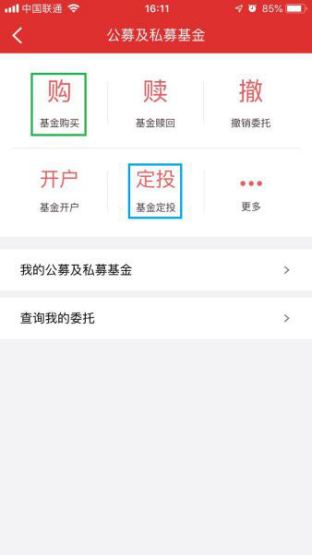 中国联通 16:11 85%
公募及私募基金
购 赎 撤
基金购买 基金赎回 撤销委托
开户 定投
基金开户 基金定投 更多
我的公募及私募基金
查询我的委托